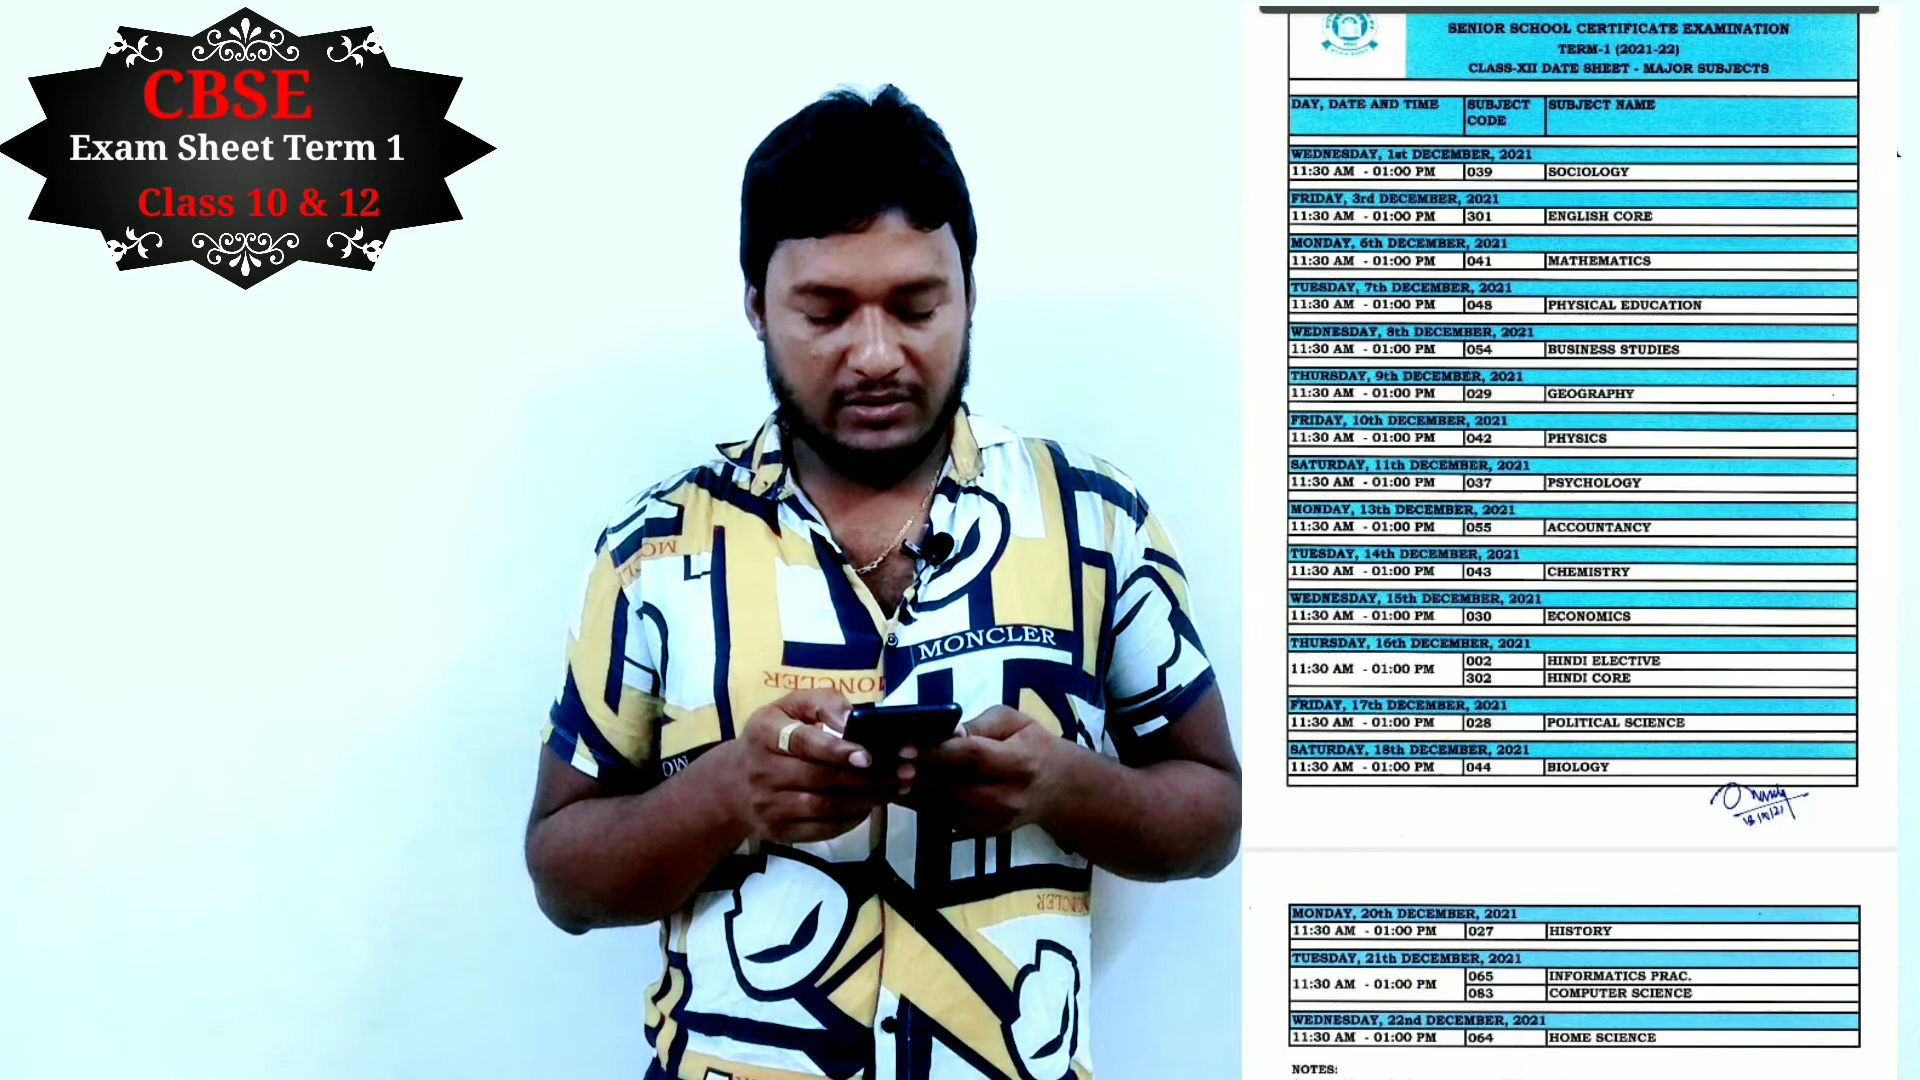 CBSE
Exam Sheet Term 1
Class 10 & 12
MONCLER
MONCLER
SENIOR SCHOOL CERTIFICATE EXAMINATION
TERM-1 (2021-22)
CLASS-XII DATE SHEET - MAJOR SUBJECTS
DAY, DATE AND TIME SUBJECT CODE SUBJECT NAME
WEDNESDAY, 1st DECEMBER, 2021
11:30 AM - 01:00 PM 039 SOCIOLOGY
FRIDAY, 3rd DECEMBER, 2021
11:30 AM - 01:00 PM 301 ENGLISH CORE
MONDAY, 6th DECEMBER, 2021
11:30 AM - 01:00 PM 041 MATHEMATICS
TUESDAY, 7th DECEMBER, 2021
11:30 AM - 01:00 PM 048 PHYSICAL EDUCATION
WEDNESDAY, 8th DECEMBER, 2021
11:30 AM - 01:00 PM 054 BUSINESS STUDIES
THURSDAY, 9th DECEMBER, 2021
11:30 AM - 01:00 PM 029 GEOGRAPHY
FRIDAY, 10th DECEMBER, 2021
11:30 AM - 01:00 PM 042 PHYSICS
SATURDAY, 11th DECEMBER, 2021
11:30 AM - 01:00 PM 037 PSYCHOLOGY
MONDAY, 13th DECEMBER, 2021
11:30 AM - 01:00 PM 055 ACCOUNTANCY
TUESDAY, 14th DECEMBER, 2021
11:30 AM - 01:00 PM 043 CHEMISTRY
WEDNESDAY, 15th DECEMBER, 2021
11:30 AM - 01:00 PM 030 ECONOMICS
THURSDAY, 16th DECEMBER, 2021
11:30 AM - 01:00 PM 002 HINDI ELECTIVE
302 HINDI CORE
FRIDAY, 17th DECEMBER, 2021
11:30 AM - 01:00 PM 028 POLITICAL SCIENCE
SATURDAY, 18th DECEMBER, 2021
11:30 AM - 01:00 PM 044 BIOLOGY
MONDAY, 20th DECEMBER, 2021
11:30 AM - 01:00 PM 027 HISTORY
TUESDAY, 21th DECEMBER, 2021
11:30 AM - 01:00 PM 065 INFORMATICS PRAC.
083 COMPUTER SCIENCE
WEDNESDAY, 22nd DECEMBER, 2021
11:30 AM - 01:00 PM 064 HOME SCIENCE
NOTES: